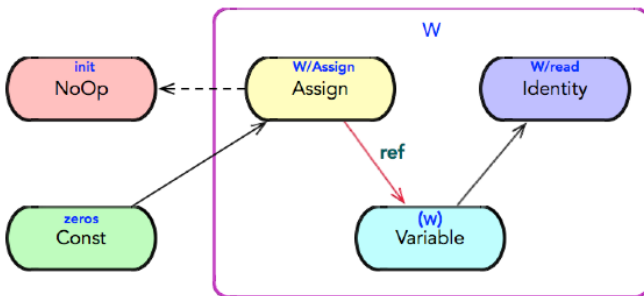 W
init
NoOp
W/Assign
Assign
W/read
Identity
ref
zeros
Const
(W)
Variable